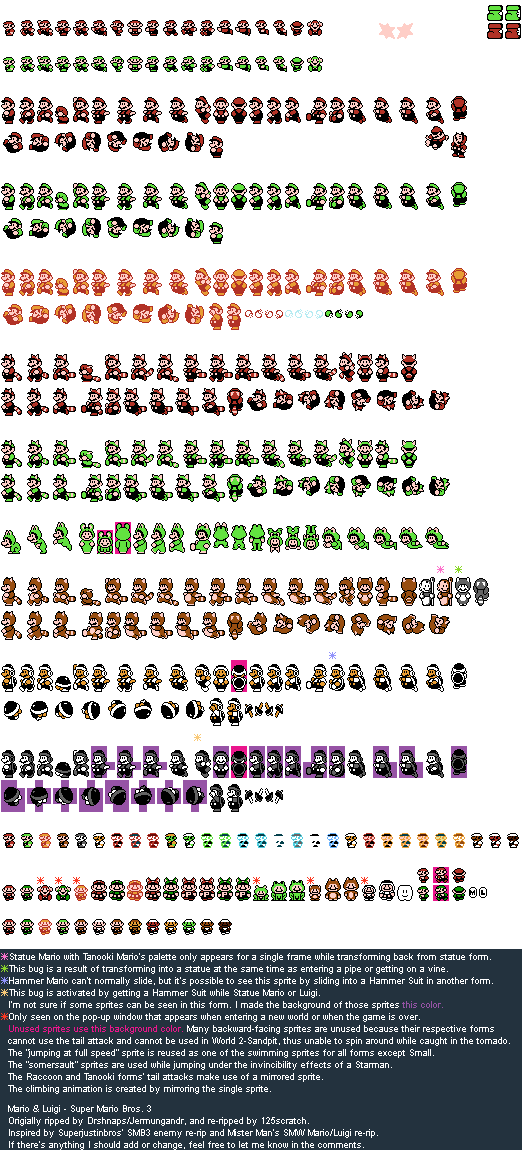 M L
Statue Mario with Tanooki Mario's palette only appears for a single frame while transforming back from statue form.
This bug is a result of transforming into a statue at the same time as entering a pipe or getting on a vine.
Hammer Mario can't normally slide, but it's possible to see this sprite by sliding into a Hammer Suit in another form.
This bug is activated by getting a Hammer Suit while Statue Mario or Luigi.
I'm not sure if some sprites can be seen in this form. I made the background of those sprites this color.
Only seen on the pop-up window that appears when entering a new world or when the game is over.
Unused sprites use this background color. Many backward-facing sprites are unused because their respective forms
cannot use the tail attack and cannot be used in World 2-Sandpit, thus unable to spin around while caught in the tornado.
The "jumping at full speed" sprite is reused as one of the swimming sprites for all forms except Small.
The "somersault" sprites are used while jumping under the invincibility effects of a Starman.
The Raccoon and Tanooki forms' tail attacks make use of a mirrored sprite.
The climbing animation is created by mirroring the single sprite.
Mario & Luigi - Super Mario Bros. 3
Origially ripped by Drshnaps/Jermungandr, and re-ripped by 125scratch.
Inspired by Superjustinbros' SMB3 enemy re-rip and Mister Man's SMW Mario/Luigi re-rip.
If there's anything I should add or change, feel free to let me know in the comments.